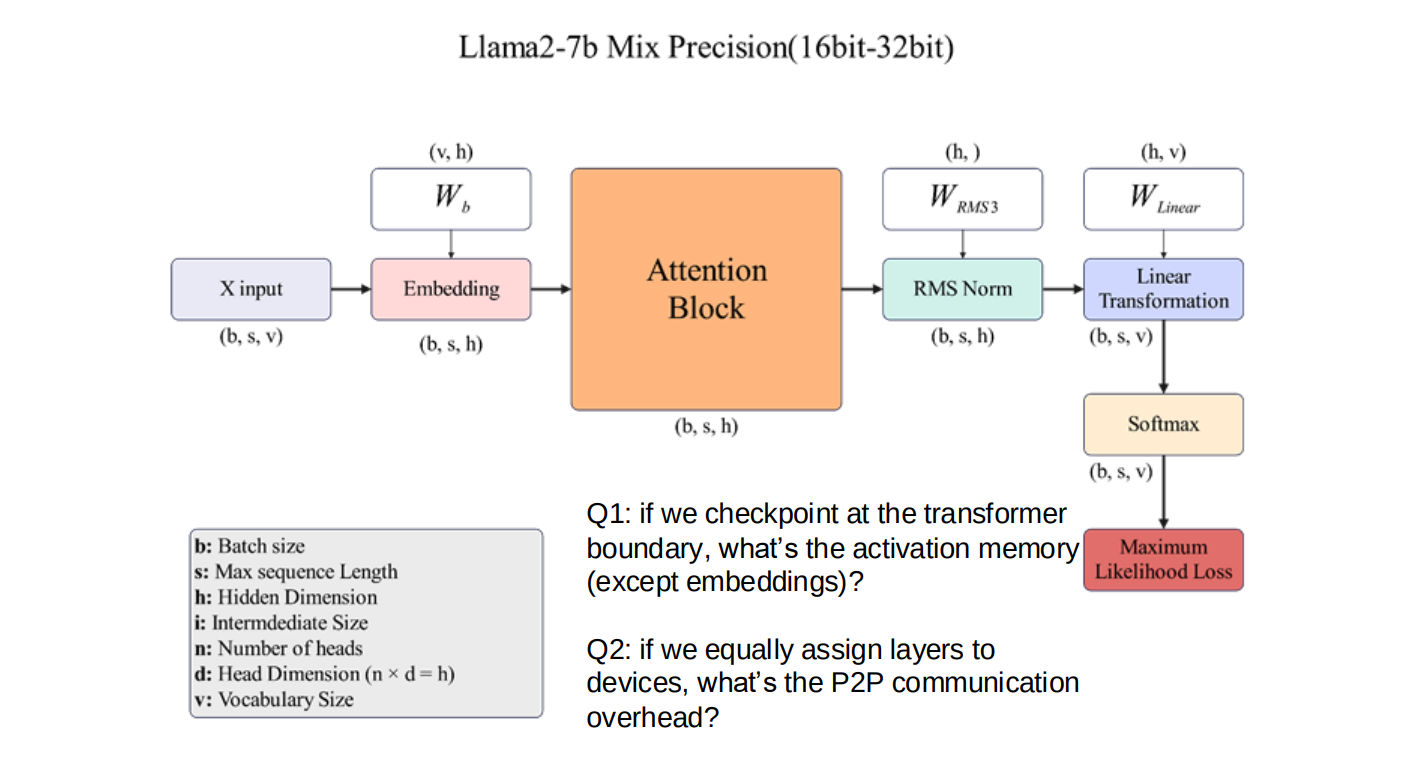 Llama2-7b Mix Precision(16bit-32bit)
(v, h)
(h, )
(h, v)
W b
W RMS3
W Linear
X input
Embedding
Attention
Block
RMS Norm
Linear
Transformation
(b, s, v)
(b, s, h)
(b, s, h)
(b, s, h)
(b, s, v)
Softmax
(b, s, v)
Maximum
Likelihood Loss
b: Batch size
s: Max sequence Length
h: Hidden Dimension
i: Intermdediate Size
n: Number of heads
d: Head Dimension (n × d = h)
v: Vocabulary Size
Q1: if we checkpoint at the transformer
boundary, what’s the activation memory
(except embeddings)?
Q2: if we equally assign layers to
devices, what’s the P2P communication
overhead?